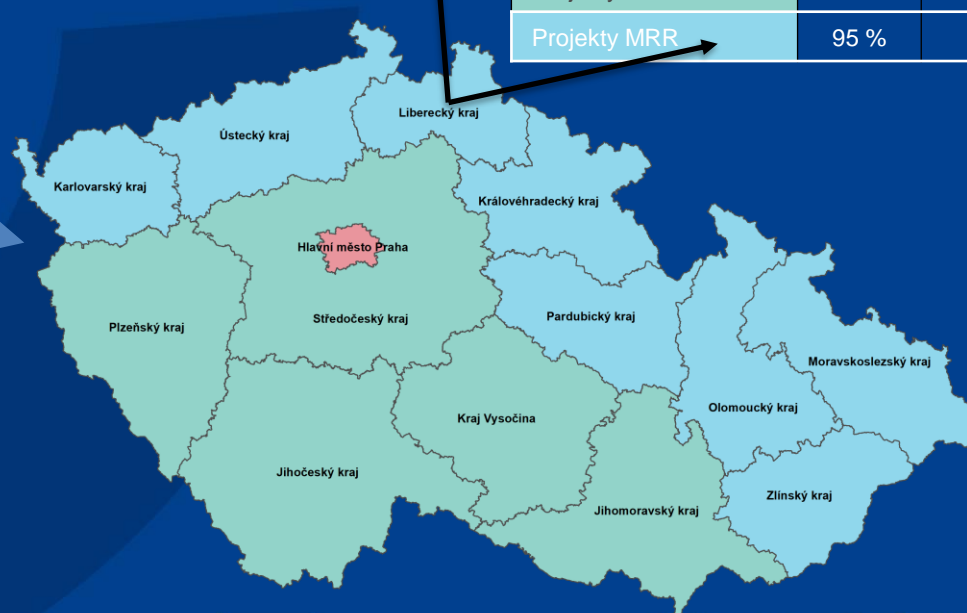 Projekty MRR 95 %
Liberecký kraj
Ústecký kraj
Karlovarský kraj
Královéhradecký kraj
Hlavní město Praha
Pardubický kraj
Středočeský kraj
Plzeňský kraj
Moravskoslezský kraj
Olomoucký kraj
Kraj Vysočina
Jihočeský kraj
Zlínský kraj
Jihomoravský kraj